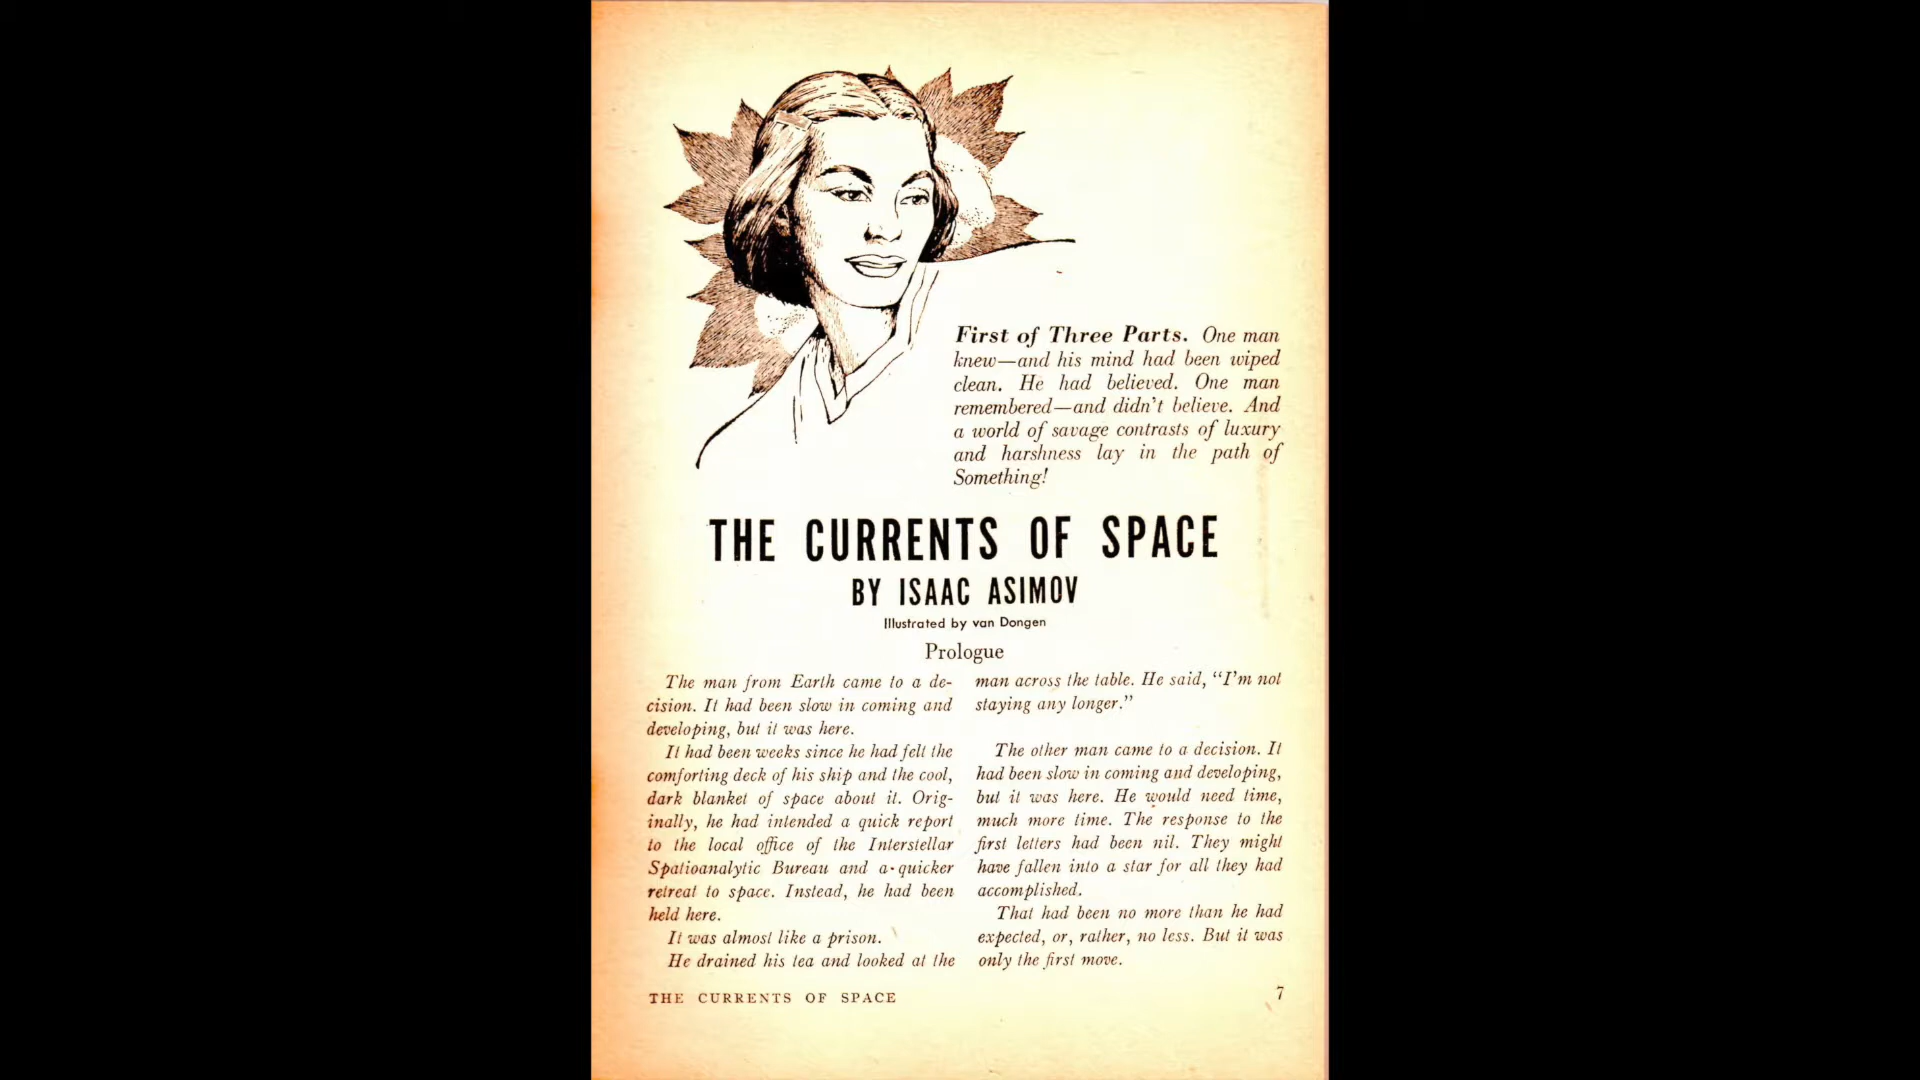 First of Three Parts. One man
knew—and his mind had been wiped
clean. He had believed. One man
remembered—and didn't believe. And
a world of savage contrasts of luxury
and harshness lay in the path of
Something!
THE CURRENTS OF SPACE
BY ISAAC ASIMOV
Illustrated by van Dongen
Prologue
The man from Earth came to a de-
cision. It had been slow in coming and
developing, but it was here.
It had been weeks since he had felt the
comforting deck of his ship and the cool,
dark blanket of space about it. Orig-
inally, he had intended a quick report
to the local office of the Interstellar
Spatioanalytic Bureau and a quicker
retreat to space. Instead, he had been
held here.
It was almost like a prison.
He drained his tea and looked at the
man across the table. He said, “I'm not
staying any longer.”
The other man came to a decision. It
had been slow in coming and developing,
but it was here. He would need time,
much more time. The response to the
first letters had been nil. They might
have fallen into a star for all they had
accomplished.
That had been no more than he had
expected, or, rather, no less. But it was
only the first move.
THE CURRENTS OF SPACE
7